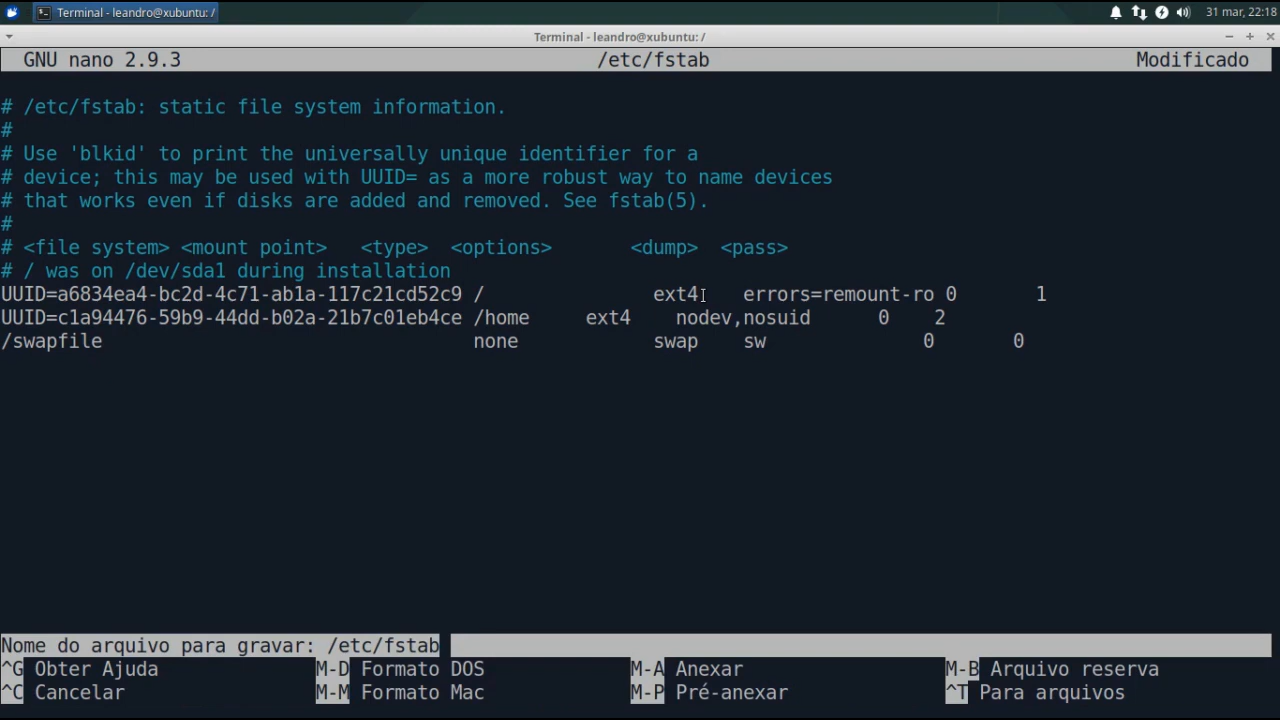 Terminal - leandro@xubuntu: /
31 mar, 22:18
Terminal - leandro@xubuntu: /
GNU nano 2.9.3 /etc/fstab Modificado
# /etc/fstab: static file system information.
#
# Use 'blkid' to print the universally unique identifier for a
# device; this may be used with UUID= as a more robust way to name devices
# that works even if disks are added and removed. See fstab(5).
#
# <file system> <mount point> <type> <options> <dump> <pass>
# / was on /dev/sda1 during installation
UUID=a6834ea4-bc2d-4c71-ab1a-117c21cd52c9 / ext4 errors=remount-ro 0 1
UUID=c1a94476-59b9-44dd-b02a-21b7c01eb4ce /home ext4 nodev,nosuid 0 2
/swapfile none swap sw 0 0
Nome do arquivo para gravar: /etc/fstab
^G Obter Ajuda M-D Formato DOS M-A Anexar M-B Arquivo reserva
^C Cancelar M-M Formato Mac M-P Pré-anexar ^T Para arquivos